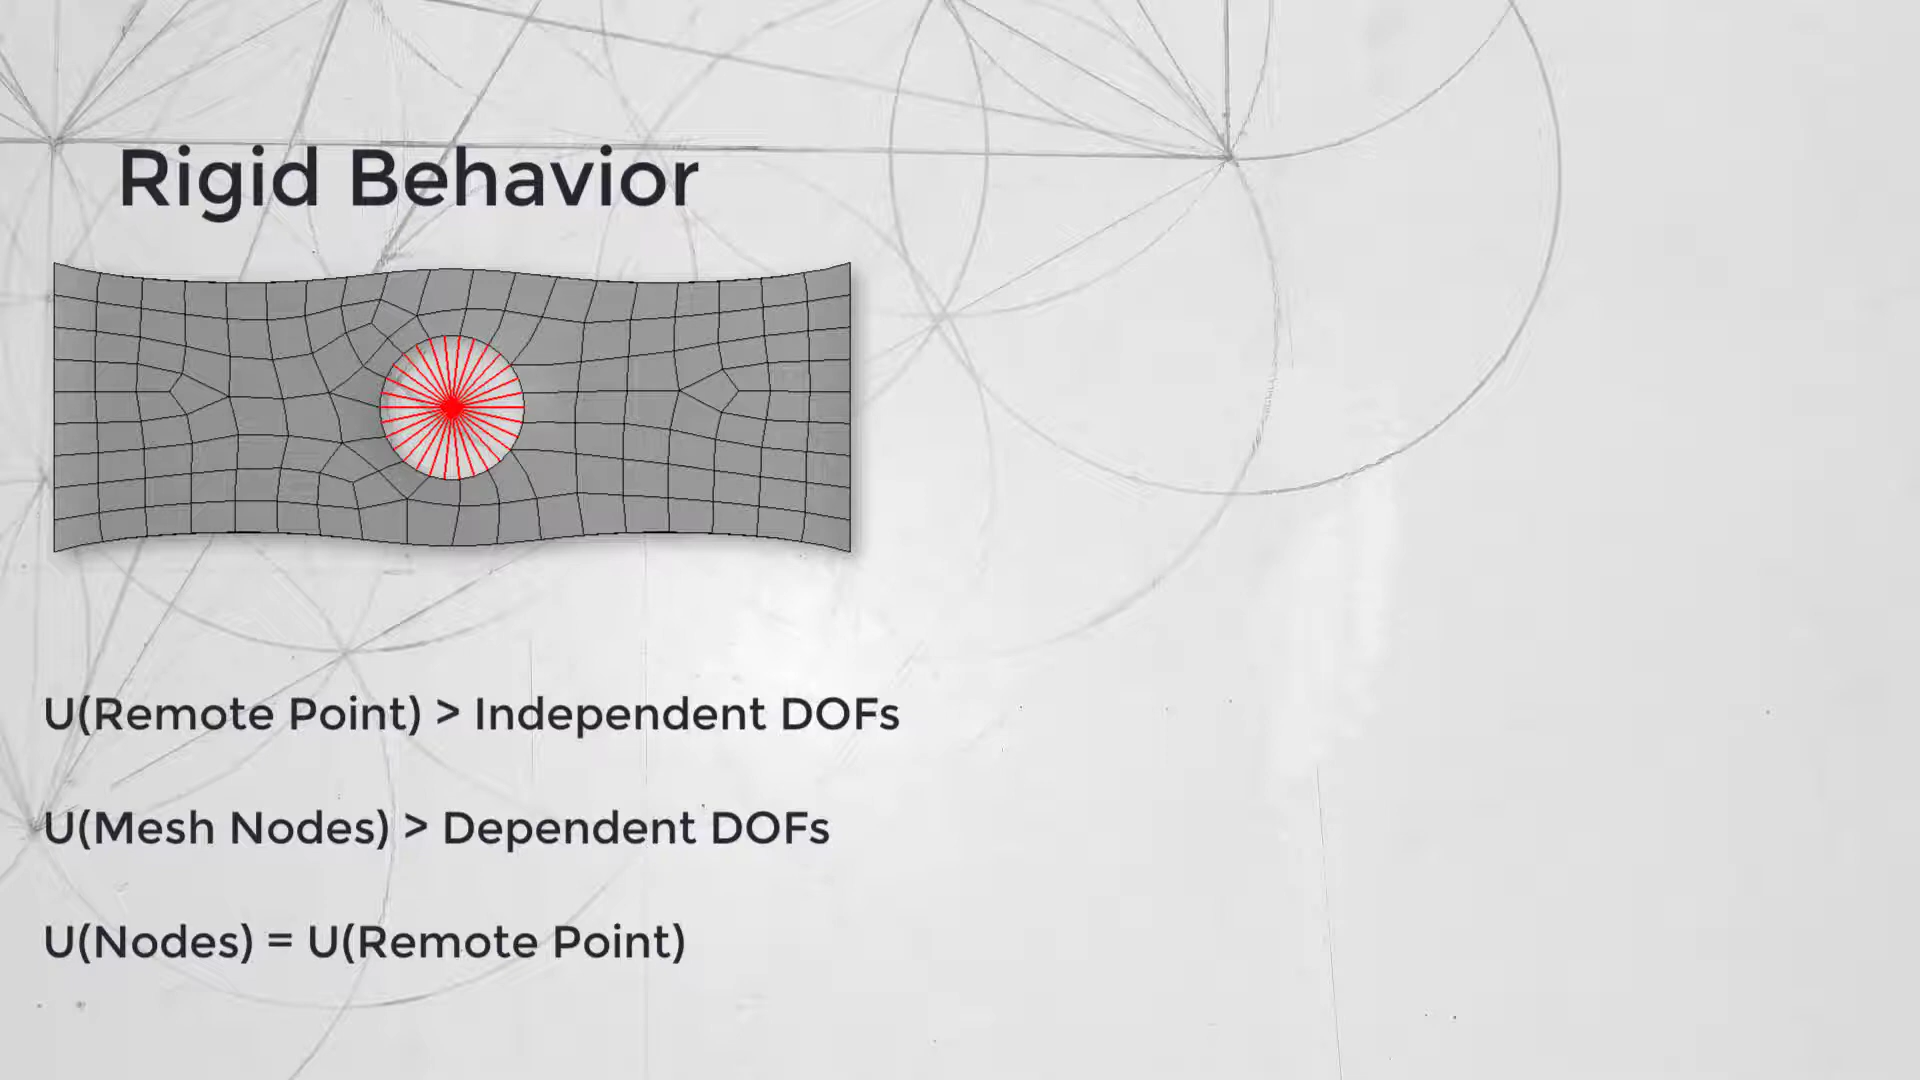 Rigid Behavior
U(Remote Point) > Independent DOFs
U(Mesh Nodes) > Dependent DOFs
U(Nodes) = U(Remote Point)